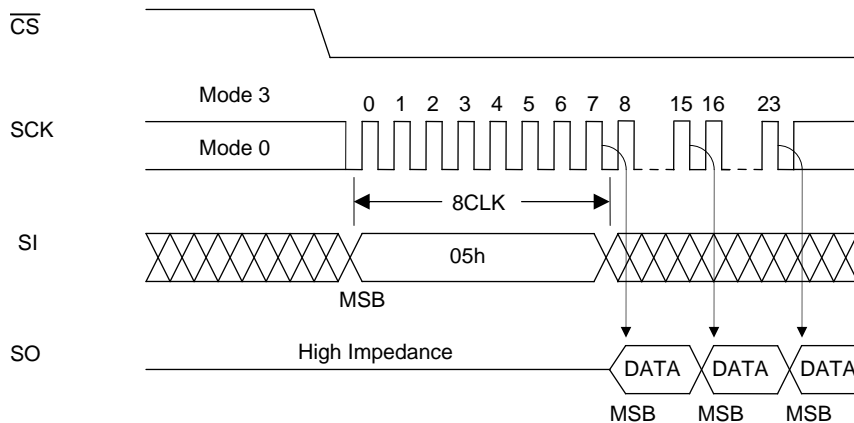 CS
Mode 3
0 1 2 3 4 5 6 7 8 15 16 23
SCK
Mode 0
8CLK
SI
05h
MSB
High Impedance
SO
DATA DATA DATA
MSB MSB MSB